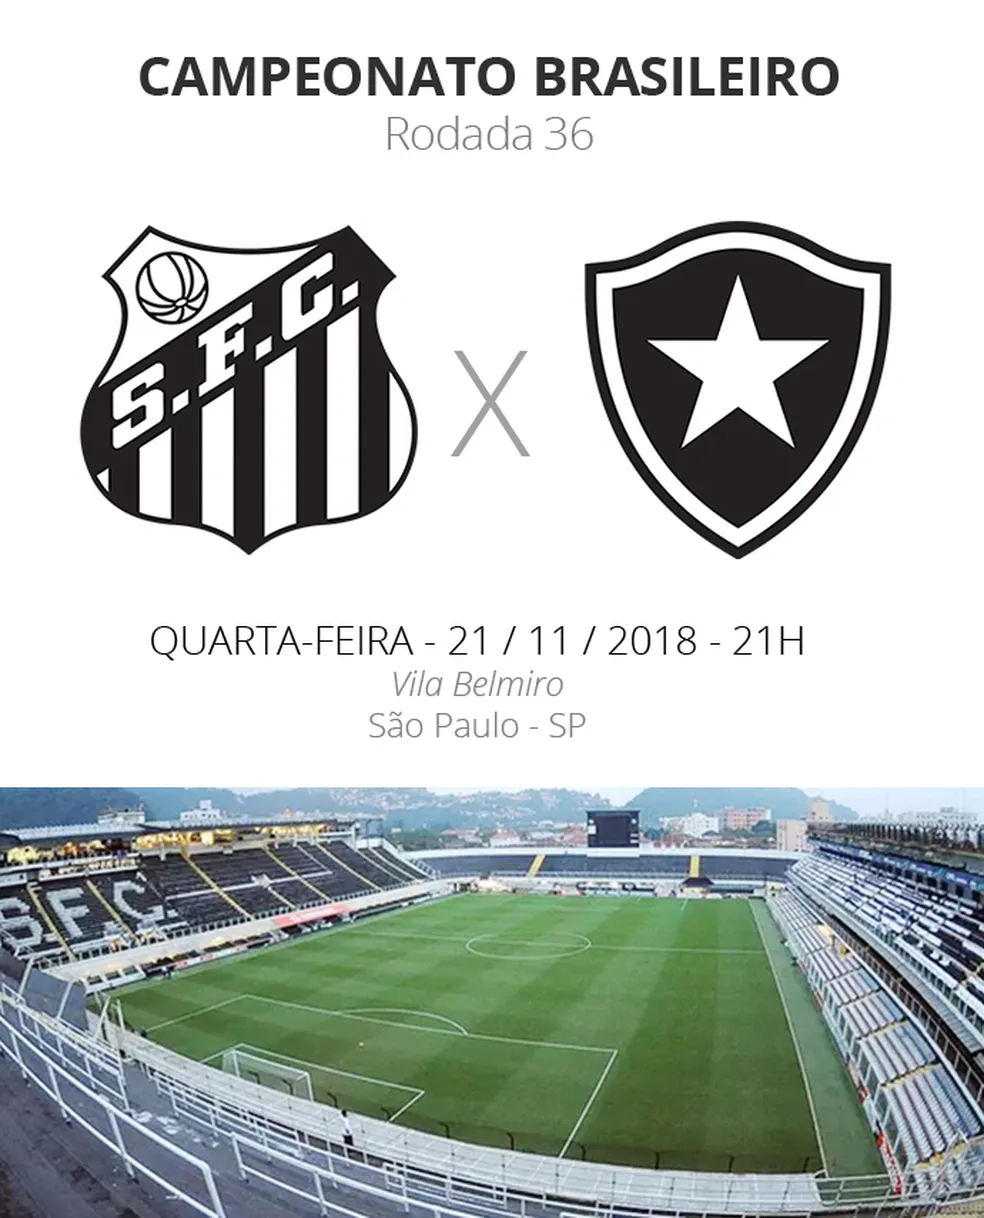 CAMPEONATO BRASILEIRO
Rodada 36
S.F.C.
X
QUARTA-FEIRA - 21 / 11 / 2018 - 21H
Vila Belmiro
São Paulo - SP
S.F.C.